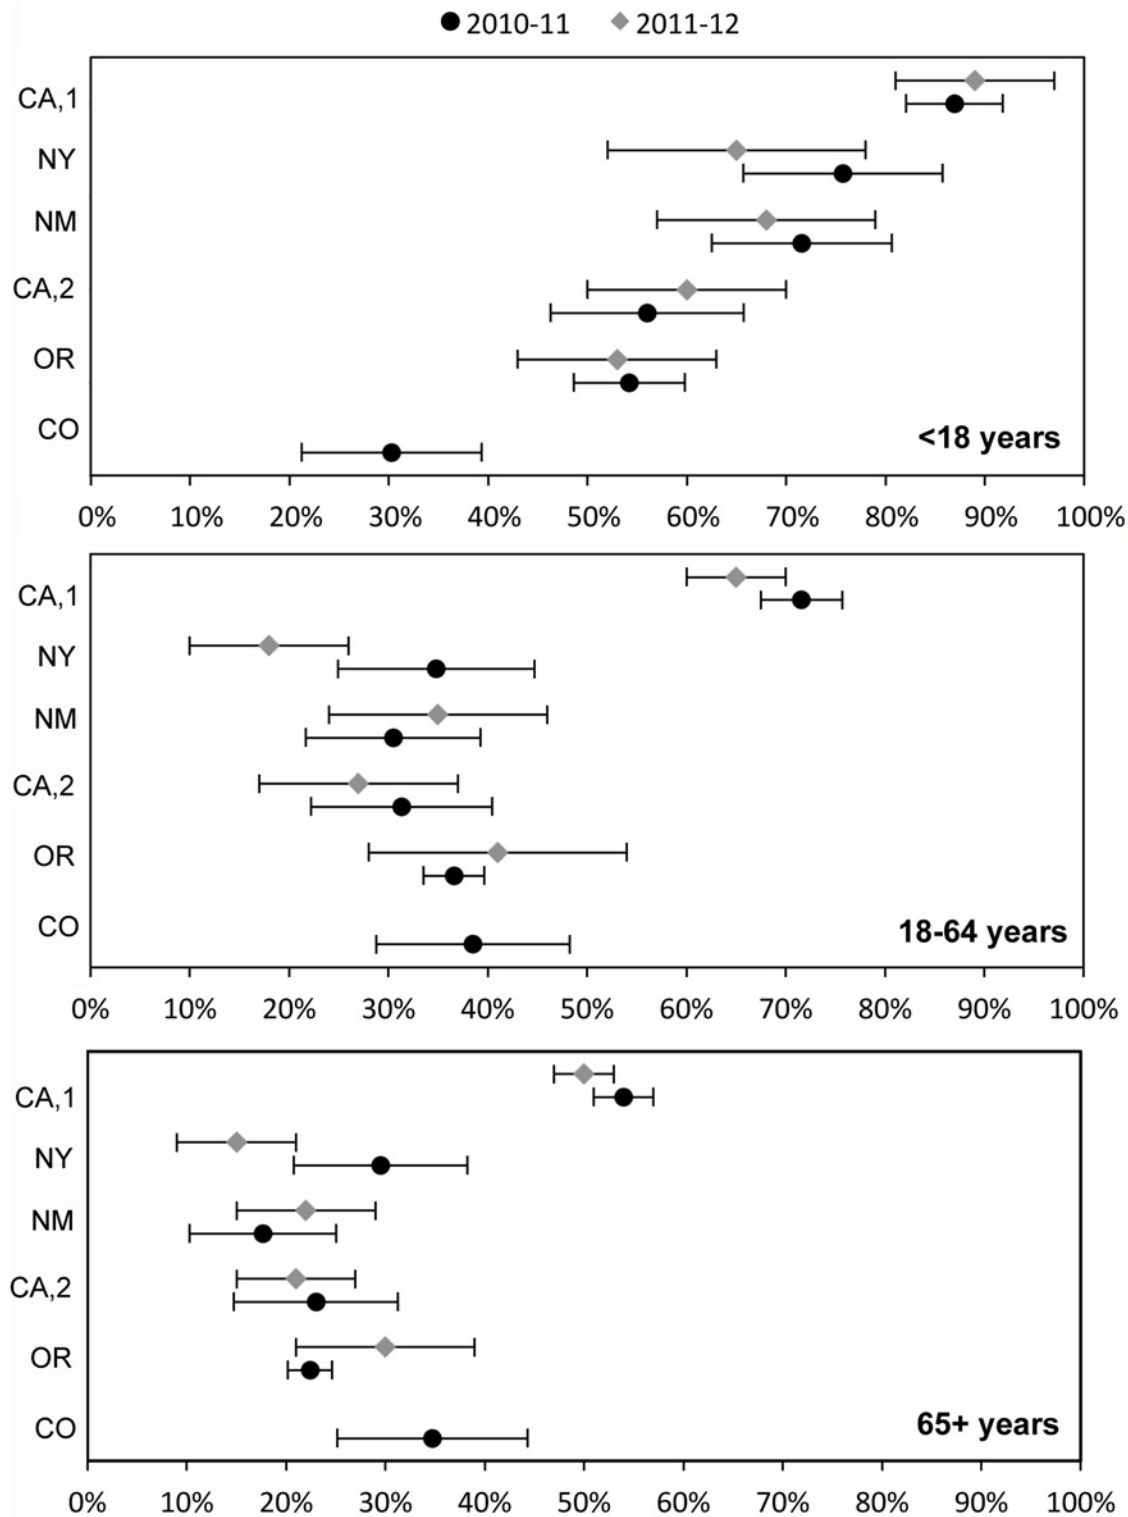 2010-11 2011-12
CA,1
NY
NM
CA,2
OR
CO
<18 years
0% 10% 20% 30% 40% 50% 60% 70% 80% 90% 100%
CA,1
NY
NM
CA,2
OR
CO
18-64 years
0% 10% 20% 30% 40% 50% 60% 70% 80% 90% 100%
CA,1
NY
NM
CA,2
OR
CO
65+ years
0% 10% 20% 30% 40% 50% 60% 70% 80% 90% 100%